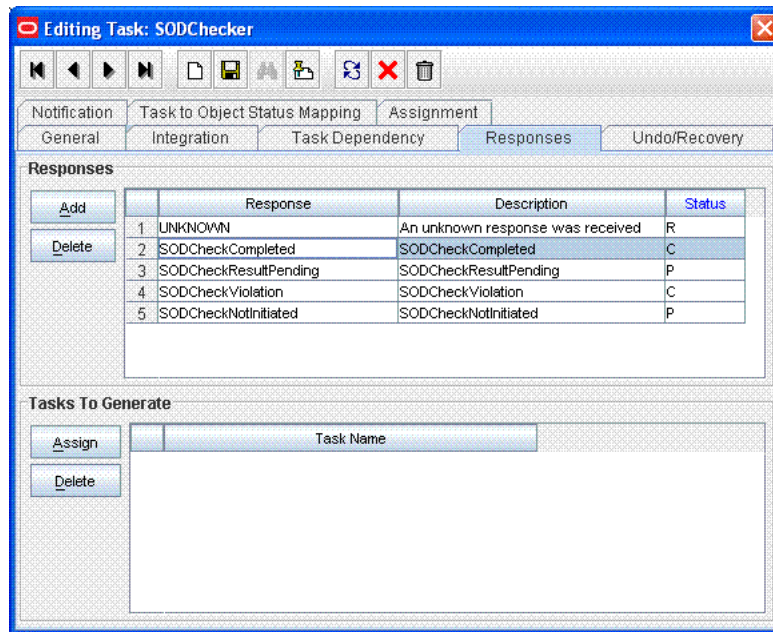 Editing Task: SODChecker
Notification Task to Object Status Mapping Assignment
General Integration Task Dependency Responses Undo/Recovery
Responses
Add
Delete
Response Description Status
1 UNKNOWN An unknown response was received R
2 SODCheckCompleted SODCheckCompleted C
3 SODCheckResultPending SODCheckResultPending P
4 SODCheckViolation SODCheckViolation C
5 SODCheckNotInitiated SODCheckNotInitiated P
Tasks To Generate
Assign
Delete
Task Name